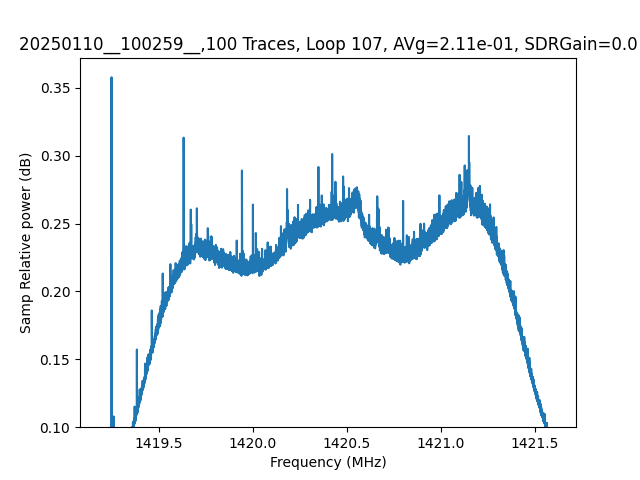 20250110__100259__,100 Traces, Loop 107, AVg=2.11e-01, SDRGain=0.0
Samp Relative power (dB)
0.35
0.30
0.25
0.20
0.15
0.10
1419.5 1420.0 1420.5 1421.0 1421.5
Frequency (MHz)